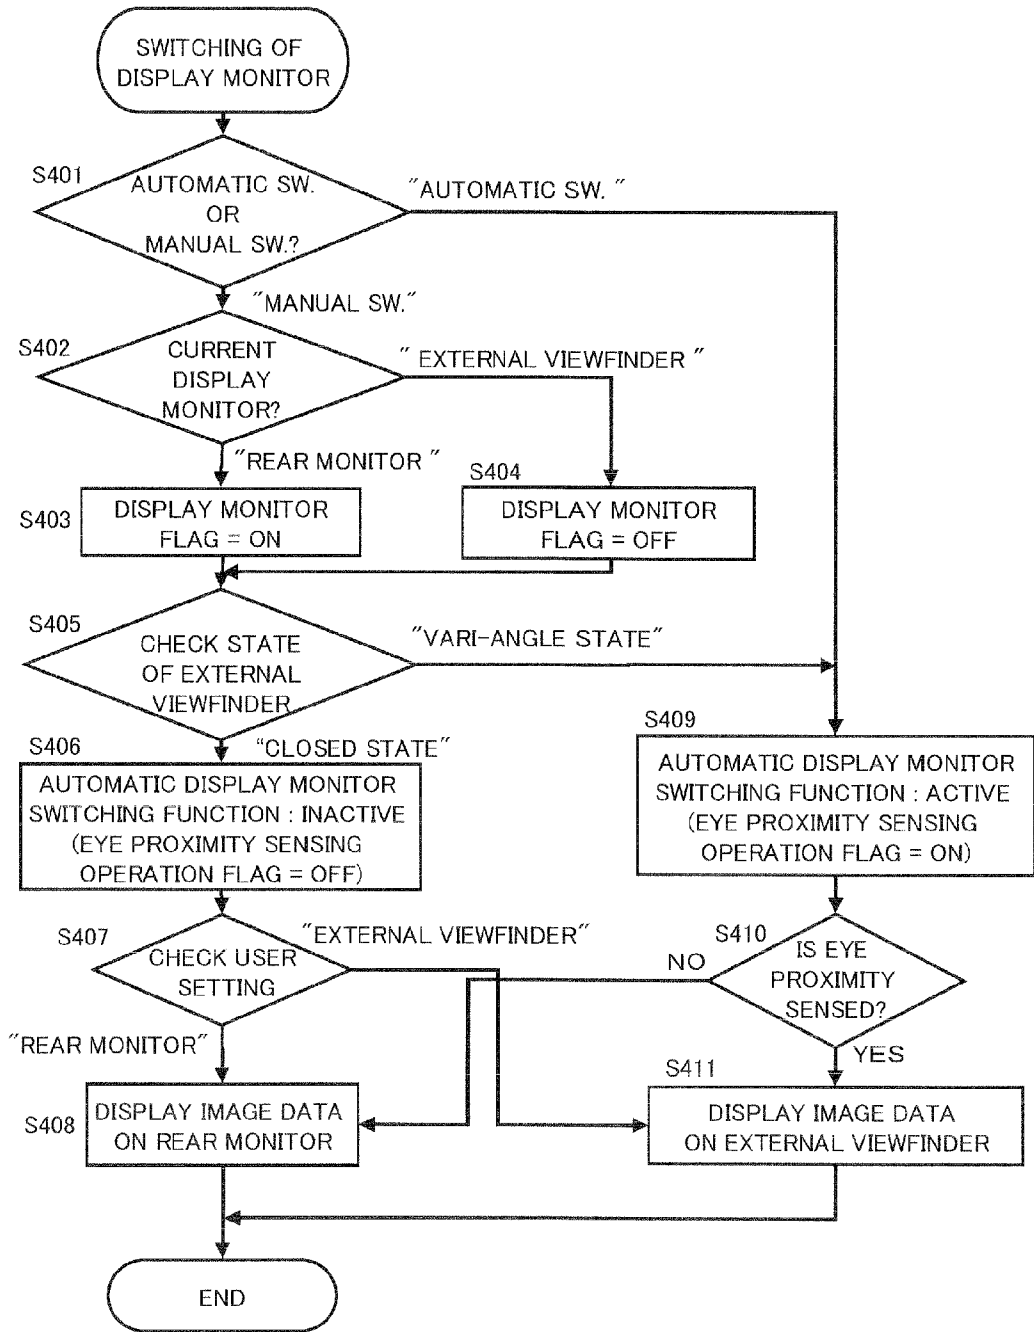 SWITCHING OF
DISPLAY MONITOR
S401
AUTOMATIC SW.
OR
MANUAL SW.?
"AUTOMATIC SW. "
"MANUAL SW."
S402
CURRENT
DISPLAY
MONITOR?
" EXTERNAL VIEWFINDER "
"REAR MONITOR "
S403
DISPLAY MONITOR
FLAG = ON
S404
DISPLAY MONITOR
FLAG = OFF
S405
CHECK STATE
OF EXTERNAL
VIEWFINDER
"VARI-ANGLE STATE"
"CLOSED STATE"
S406
AUTOMATIC DISPLAY MONITOR
SWITCHING FUNCTION : INACTIVE
(EYE PROXIMITY SENSING
OPERATION FLAG = OFF)
S409
AUTOMATIC DISPLAY MONITOR
SWITCHING FUNCTION : ACTIVE
(EYE PROXIMITY SENSING
OPERATION FLAG = ON)
S407
CHECK USER
SETTING
"EXTERNAL VIEWFINDER"
"REAR MONITOR"
S410
IS EYE
PROXIMITY
SENSED?
NO
YES
S408
DISPLAY IMAGE DATA
ON REAR MONITOR
S411
DISPLAY IMAGE DATA
ON EXTERNAL VIEWFINDER
END